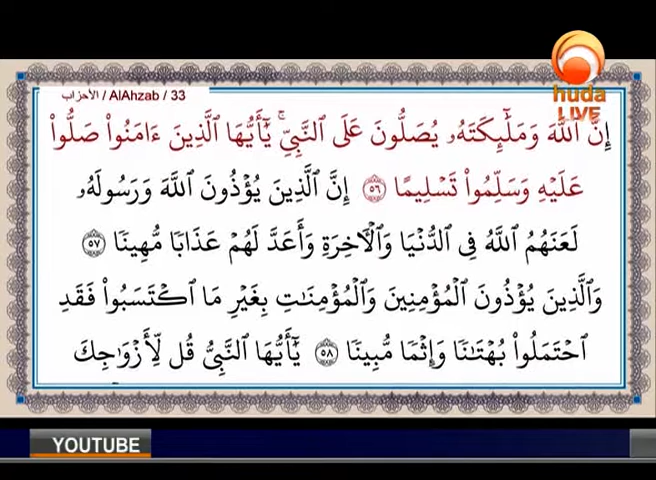 huda
LIVE
الأحزاب / AlAhzab / 33
إِنَّ ٱللَّهَ وَمَلَٰٓئِكَتَهُۥ يُصَلُّونَ عَلَى ٱلنَّبِيِّ ۚ يَٰٓأَيُّهَا ٱلَّذِينَ ءَامَنُوا۟ صَلُّوا۟
عَلَيْهِ وَسَلِّمُوا۟ تَسْلِيمًا ٥٦ إِنَّ ٱلَّذِينَ يُؤْذُونَ ٱللَّهَ وَرَسُولَهُۥ
لَعَنَهُمُ ٱللَّهُ فِى ٱلدُّنْيَا وَٱلْءَاخِرَةِ وَأَعَدَّ لَهُمْ عَذَابًا مُّهِينًا ٥٧
وَٱلَّذِينَ يُؤْذُونَ ٱلْمُؤْمِنِينَ وَٱلْمُؤْمِنَٰتِ بِغَيْرِ مَا ٱكْتَسَبُوا۟ فَقَدِ
ٱحْتَمَلُوا۟ بُهْتَٰنًا وَإِثْمًا مُّبِينًا ٥٨ يَٰٓأَيُّهَا ٱلنَّبِىُّ قُل لِّأَزْوَٰجِكَ
YOUTUBE